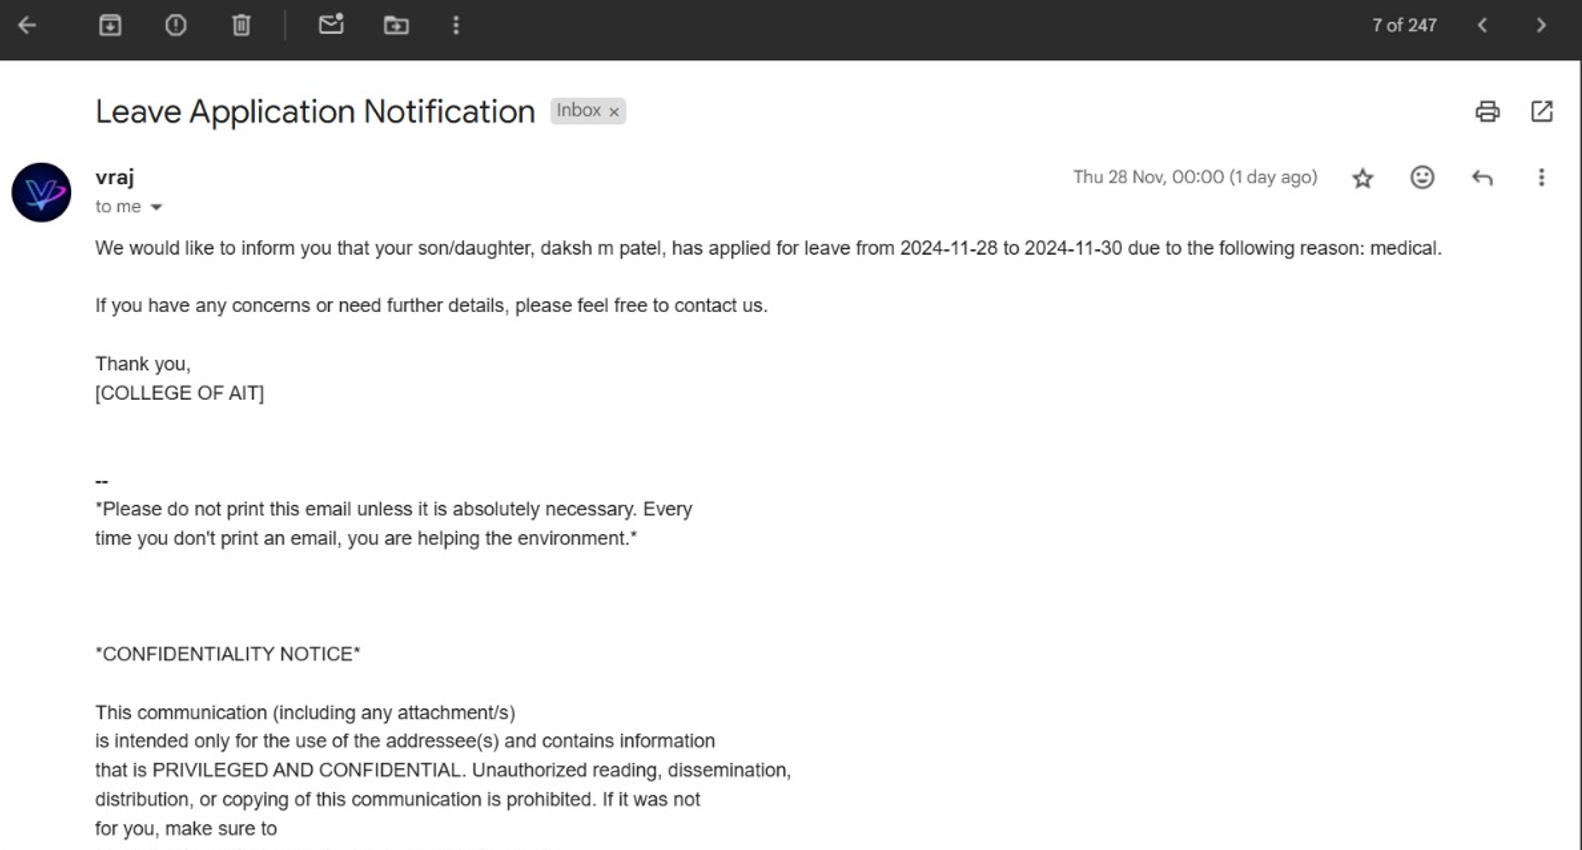 7 of 247
Leave Application Notification Inbox ×
vraj
Thu 28 Nov, 00:00 (1 day ago)
to me
We would like to inform you that your son/daughter, daksh m patel, has applied for leave from 2024-11-28 to 2024-11-30 due to the following reason: medical.
If you have any concerns or need further details, please feel free to contact us.
Thank you,
[COLLEGE OF AIT]
--
*Please do not print this email unless it is absolutely necessary. Every
time you don't print an email, you are helping the environment.*
*CONFIDENTIALITY NOTICE*
This communication (including any attachment/s)
is intended only for the use of the addressee(s) and contains information
that is PRIVILEGED AND CONFIDENTIAL. Unauthorized reading, dissemination,
distribution, or copying of this communication is prohibited. If it was not
for you, make sure to